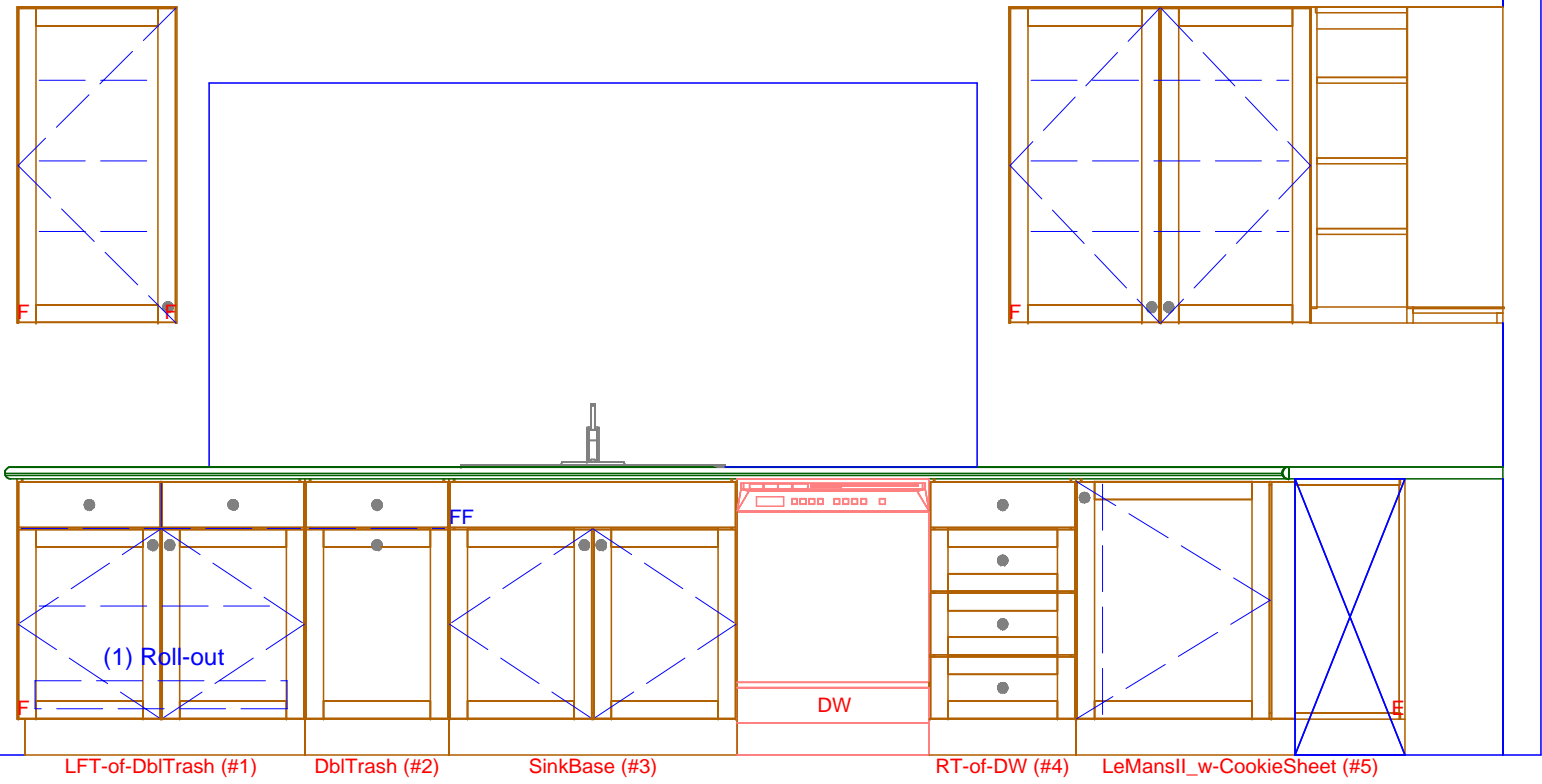 F F
F
FF
(1) Roll-out
F
DW
E
LFT-of-DblTrash (#1) DblTrash (#2) SinkBase (#3) RT-of-DW (#4) LeMansII_w-CookieSheet (#5)